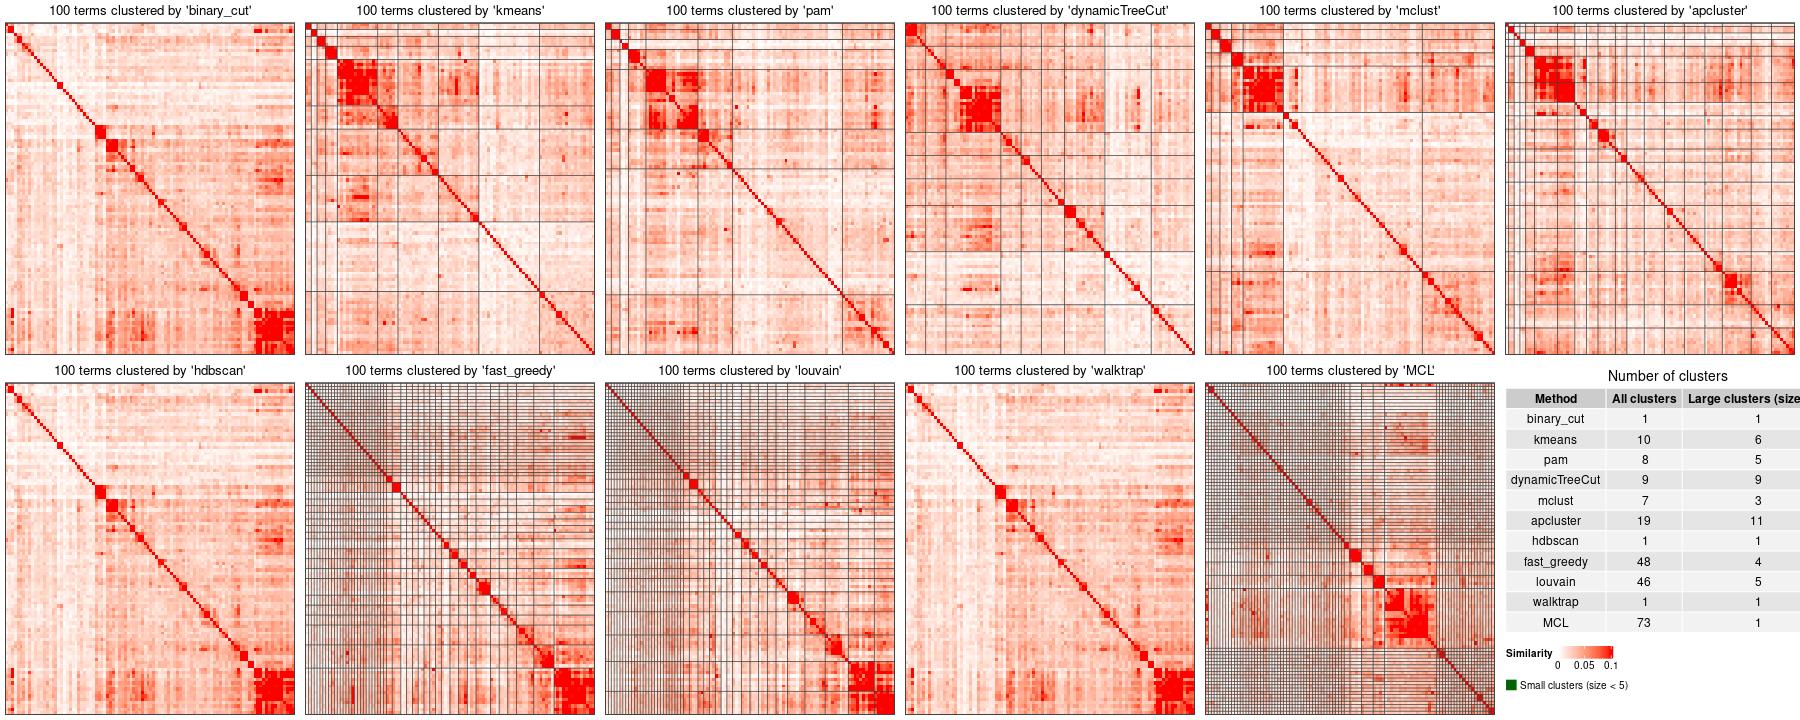 100 terms clustered by 'binary_cut'
100 terms clustered by 'kmeans'
100 terms clustered by 'pam'
100 terms clustered by 'dynamicTreeCut'
100 terms clustered by 'mclust'
100 terms clustered by 'apcluster'
100 terms clustered by 'hdbscan'
100 terms clustered by 'fast_greedy'
100 terms clustered by 'louvain'
100 terms clustered by 'walktrap'
100 terms clustered by 'MCL'
Number of clusters
Method All clusters Large clusters (size
binary_cut 1 1
kmeans 10 6
pam 8 5
dynamicTreeCut 9 9
mclust 7 3
apcluster 19 11
hdbscan 1 1
fast_greedy 48 4
louvain 46 5
walktrap 1 1
MCL 73 1
Similarity
0 0.05 0.1
Small clusters (size < 5)